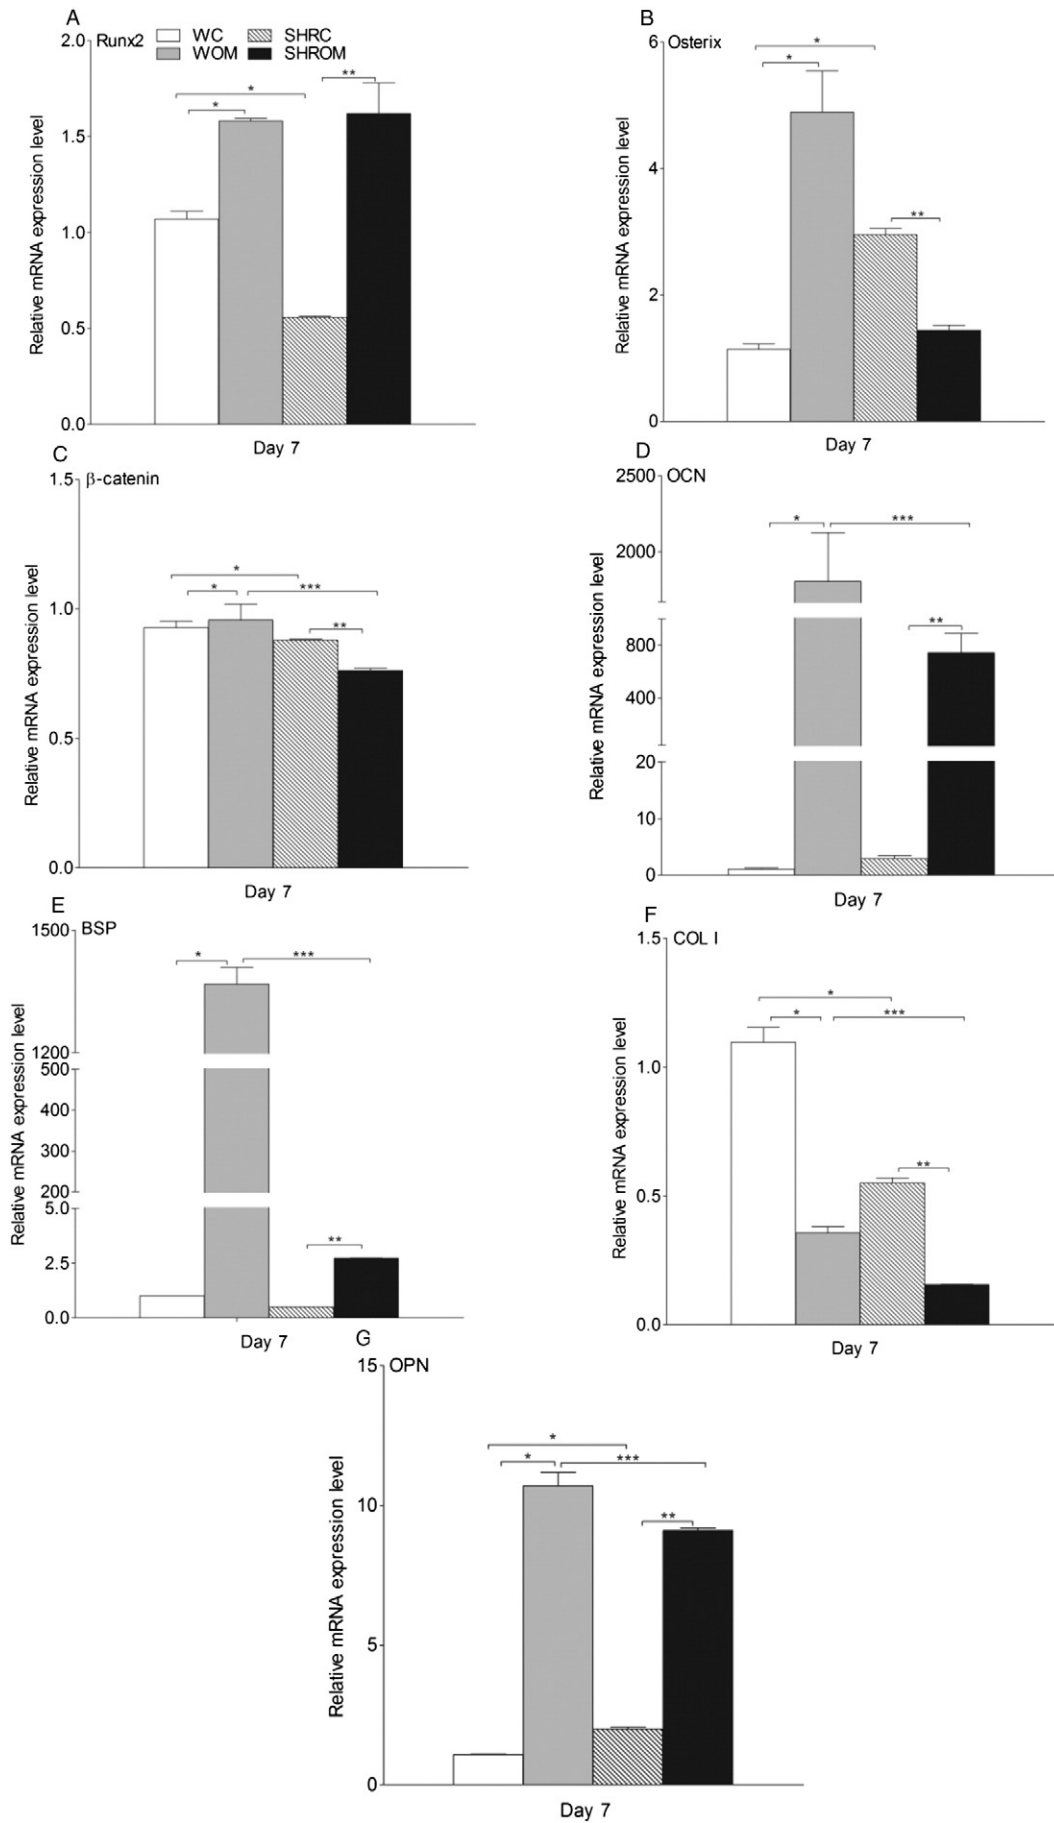 A
2.0
Runx2
WC
SHRC
WOM
SHROM
**
*
*
1.5
1.0
0.5
0.0
Relative mRNA expression level
Day 7
B
6
Osterix
*
*
4
**
2
0
Relative mRNA expression level
Day 7
C
1.5
β-catenin
*
*
***
1.0
**
0.5
0.0
Relative mRNA expression level
Day 7
D
2500
OCN
*
***
2000
800
**
400
20
10
0
Relative mRNA expression level
Day 7
E
1500
BSP
*
***
1200
500
400
300
200
5.0
**
2.5
0.0
Relative mRNA expression level
Day 7
F
1.5
COL I
*
*
***
1.0
**
0.5
0.0
Relative mRNA expression level
Day 7
G
15
OPN
*
*
***
10
**
5
0
Relative mRNA expression level
Day 7